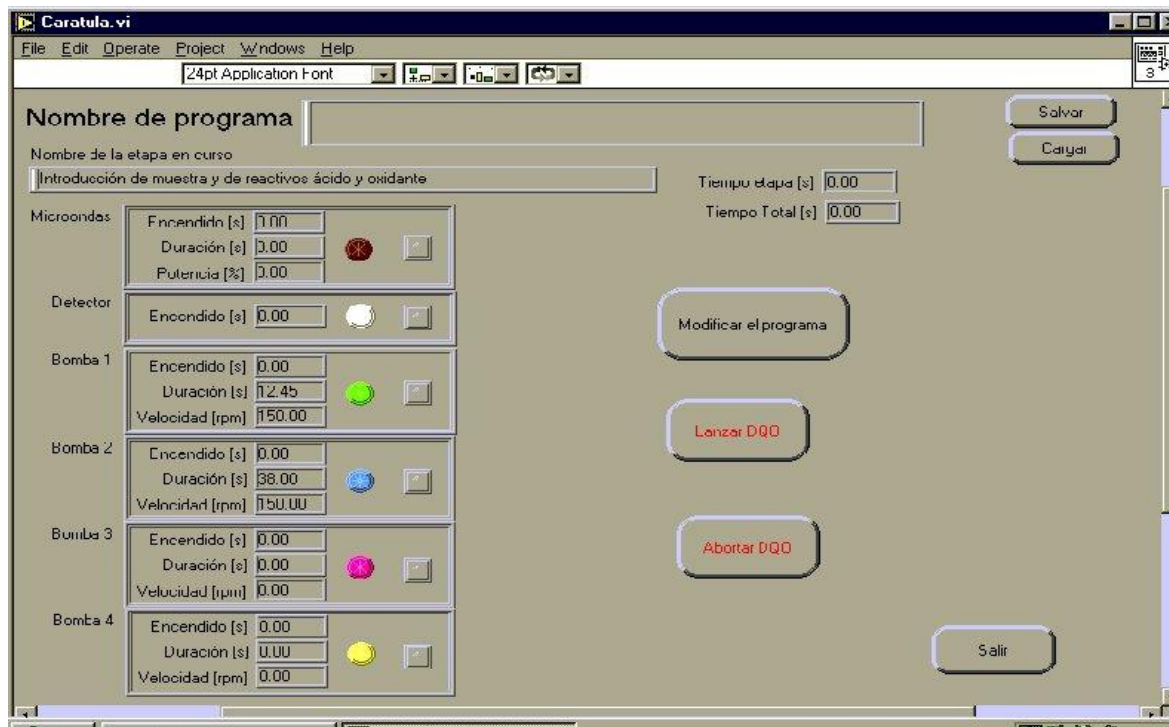 Caratula.vi
File Edit Operate Project Windows Help
24pt Application Font
3
Nombre de programa
Salvar
Cargar
Nombre de la etapa en curso
Introducción de muestra y de reactivos ácido y oxidante
Tiempo etapa [s] 0.00
Tiempo Total [s] 0.00
Microondas
Encendido [s] 0.00
Duración [s] 0.00
Potencia [%] 0.00
Detector
Encendido [s] 0.00
Bomba 1
Encendido [s] 0.00
Duración [s] 12.45
Velocidad [rpm] 150.00
Bomba 2
Encendido [s] 0.00
Duración [s] 38.00
Velocidad [rpm] 150.00
Bomba 3
Encendido [s] 0.00
Duración [s] 0.00
Velocidad [rpm] 0.00
Bomba 4
Encendido [s] 0.00
Duración [s] 0.00
Velocidad [rpm] 0.00
Modificar el programa
Lanzar DQO
Abortar DQO
Salir